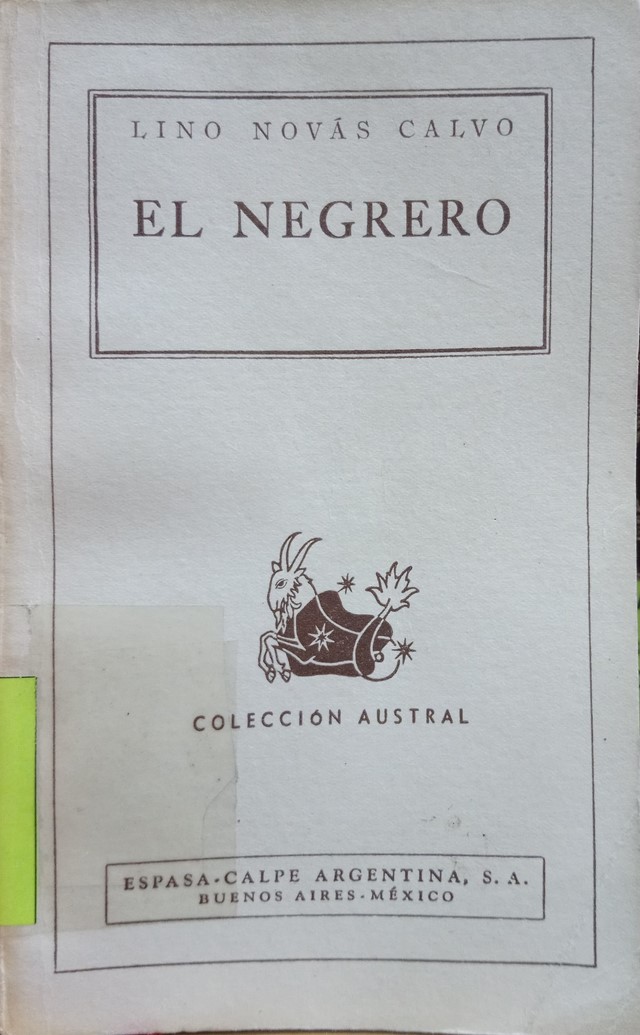 LINO NOVÁS CALVO
EL NEGRERO
COLECCIÓN AUSTRAL
ESPASA-CALPE ARGENTINA, S. A.
BUENOS AIRES-MÉXICO